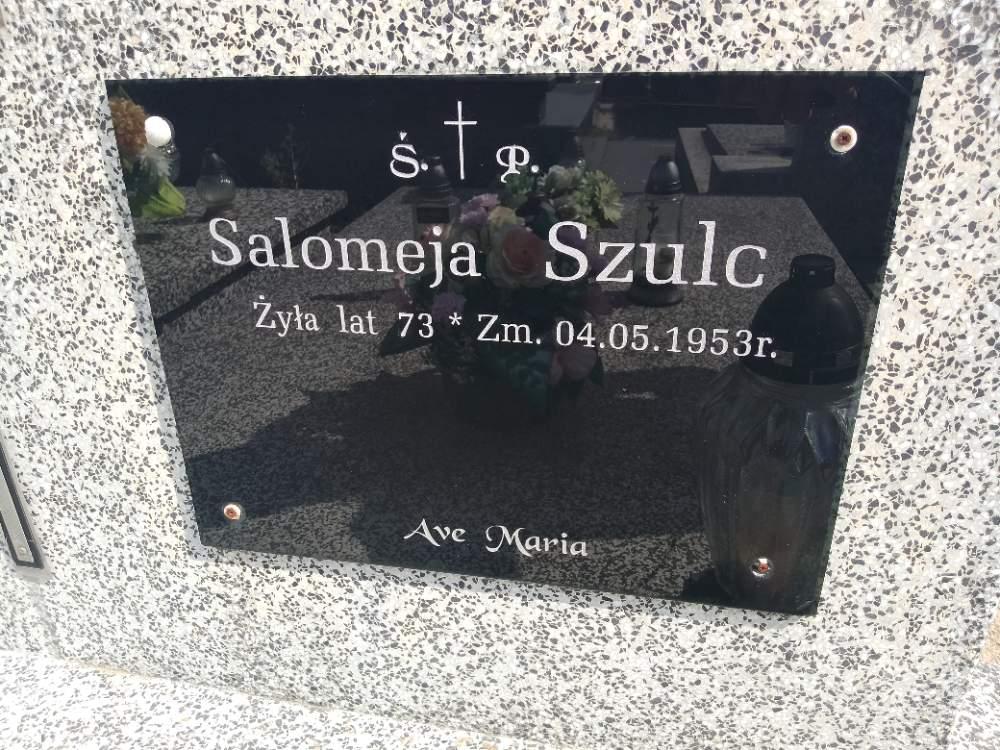 Ś. † P.
Salomeja Szulc
Żyła lat 73 * Zm. 04.05.1953r.
Ave Maria